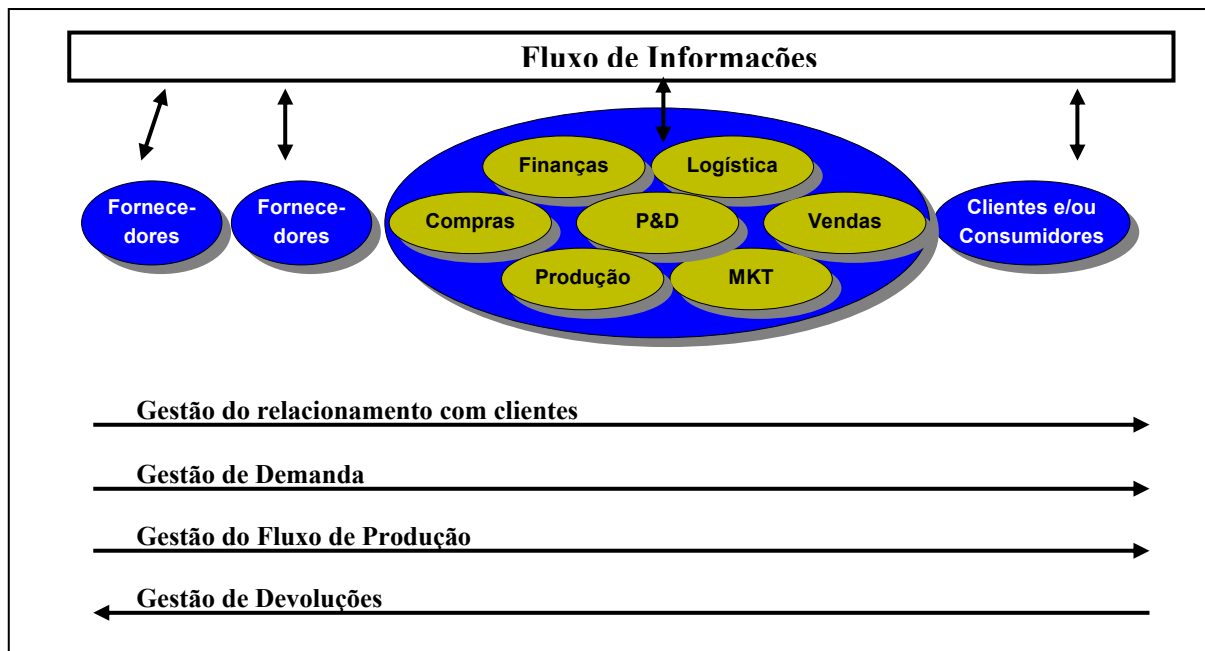 Fluxo de Informações
Finanças
Logística
Fornece-
dores
Fornece-
dores
Compras
P&D
Vendas
Clientes e/ou
Consumidores
Produção
MKT
Gestão do relacionamento com clientes
Gestão de Demanda
Gestão do Fluxo de Produção
Gestão de Devoluções